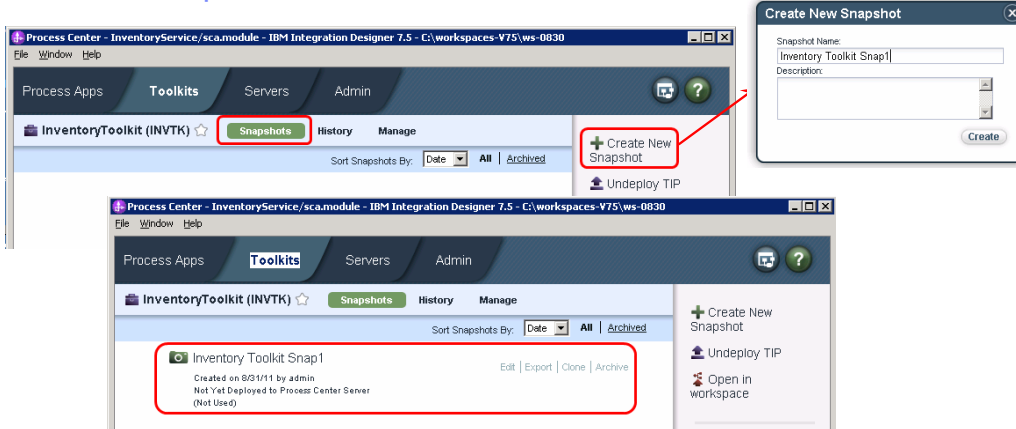 Process Center - InventoryService/sca.module - IBM Integration Designer 7.5 - C:\workspaces-V75\ws-0830
File Window Help
Process Apps Toolkits Servers Admin
InventoryToolkit (INVTK) Snapshots History Manage
Sort Snapshots By: Date All | Archived
Create New
Snapshot
Undeploy TIP
Create New Snapshot
Snapshot Name:
Inventory Toolkit Snap1
Description:
Create
Process Center - InventoryService/sca.module - IBM Integration Designer 7.5 - C:\workspaces-V75\ws-0830
File Window Help
Process Apps Toolkits Servers Admin
InventoryToolkit (INVTK) Snapshots History Manage
Sort Snapshots By: Date All | Archived
Inventory Toolkit Snap1
Edit | Export | Clone | Archive
Created on 8/31/11 by admin
Not Yet Deployed to Process Center Server
(Not Used)
Create New
Snapshot
Undeploy TIP
Open in
workspace